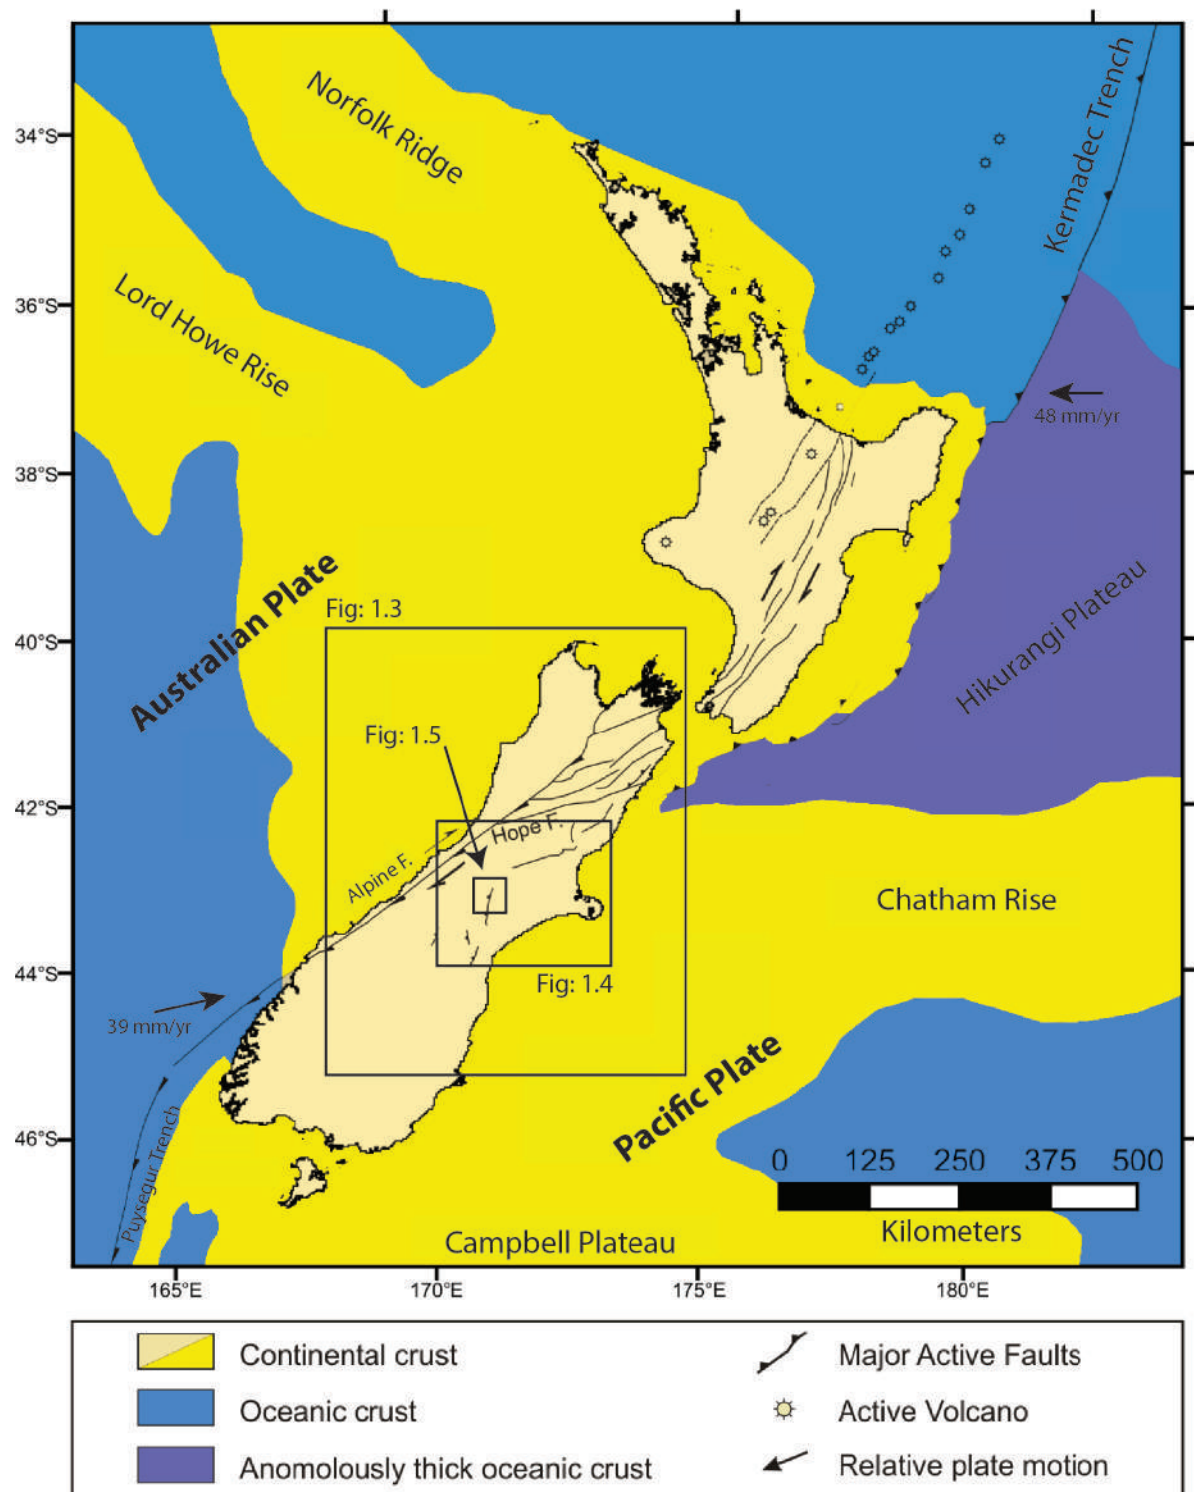 Norfolk Ridge
Kermadec Trench
34°S
36°S
Lord Howe Rise
48 mm/yr
38°S
Australian Plate
Fig: 1.3
Hikurangi Plateau
40°S
Fig: 1.5
42°S
Hope F.
Alpine F.
Chatham Rise
44°S
Fig: 1.4
39 mm/yr
Pacific Plate
46°S
Puysegur Trench
0 125 250 375 500
Kilometers
Campbell Plateau
165°E 170°E 175°E 180°E
Continental crust
Major Active Faults
Oceanic crust
Active Volcano
Anomolously thick oceanic crust
Relative plate motion